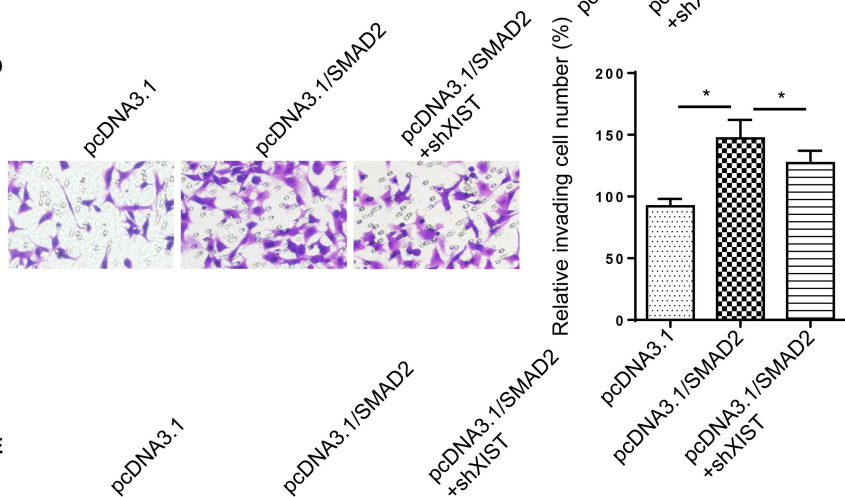 pcDNA3.1
pcDNA3.1/SMAD2
pcDNA3.1/SMAD2
+shXIST
Relative invading cell number (%)
200
150
100
50
0
*
*
pcDNA3.1
pcDNA3.1/SMAD2
pcDNA3.1/SMAD2
+shXIST
pcDNA3.1
pcDNA3.1/SMAD2
pcDNA3.1/SMAD2
+shXIST